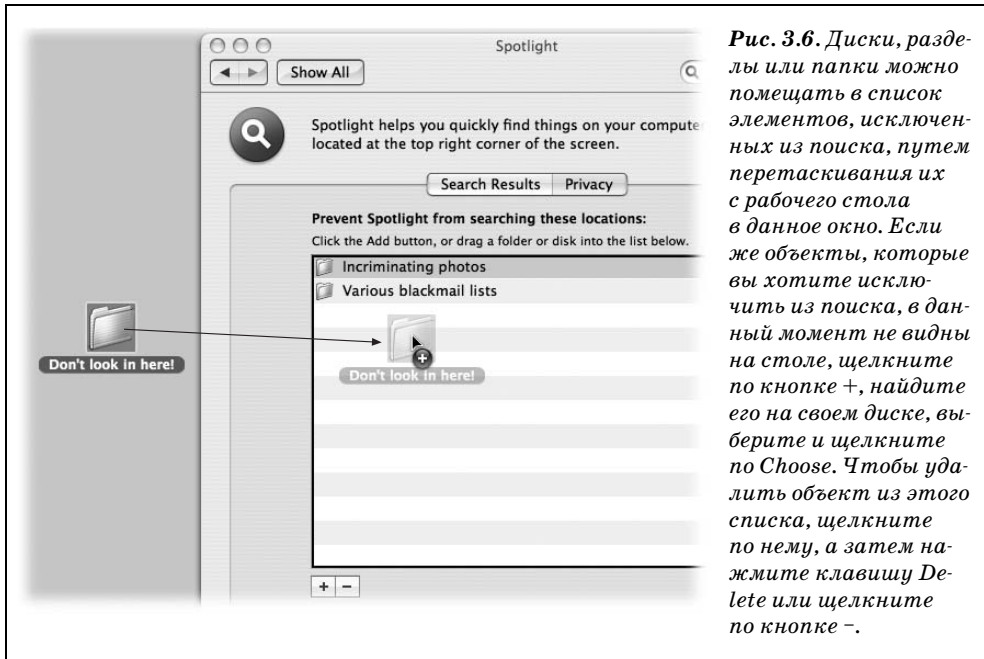 Spotlight
Show All
Spotlight helps you quickly find things on your compute
located at the top right corner of the screen.
Search Results Privacy
Prevent Spotlight from searching these locations:
Click the Add button, or drag a folder or disk into the list below.
Incriminating photos
Various blackmail lists
Don't look in here!
Don't look in here!
+ −
Рис. 3.6. Диски, разде-
лы или папки можно
помещать в список
элементов, исключен-
ных из поиска, путем
перетаскивания их
с рабочего стола
в данное окно. Если
же объекты, которые
вы хотите исклю-
чить из поиска, в дан-
ный момент не видны
на столе, щелкните
по кнопке +, найдите
его на своем диске, вы-
берите и щелкните
по Choose. Чтобы уда-
лить объект из этого
списка, щелкните
по нему, а затем на-
жмите клавишу De-
lete или щелкните
по кнопке –.